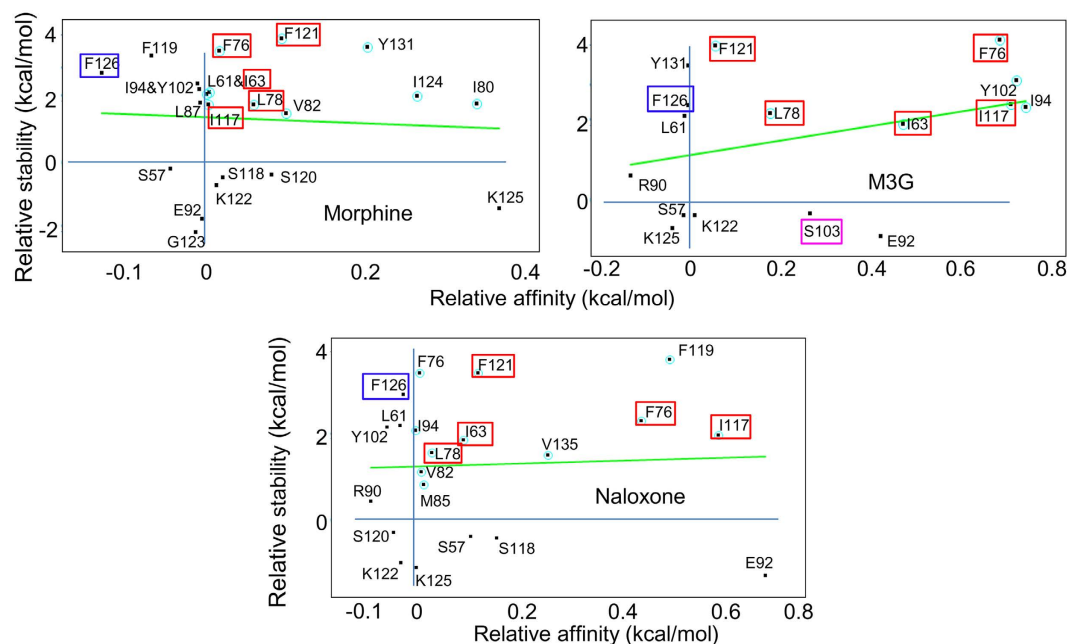 4
F119
F76
F121
Y131
F126
I94&Y102
L61&I63
I124
I80
2
L87
L78
V82
I117
0
S57
S118
S120
K122
E92
K125
-2
G123
Morphine
-0.1
0
0.2
0.4
Relative stability (kcal/mol)
4
F121
F76
Y131
Y102
F126
L78
I94
2
L61
I63
I117
R90
M3G
0
S57
K122
K125
S103
E92
-0.2
0
0.2
0.4
0.6
0.8
Relative stability (kcal/mol)
Relative affinity (kcal/mol)
4
F76
F121
F119
F126
L61
F76
I117
2
Y102
I94
I63
V135
L78
V82
R90
M85
Naloxone
0
S120
S57
S118
K122
K125
E92
-0.1
0
0.2
0.4
0.6
0.8
Relative stability (kcal/mol)
Relative affinity (kcal/mol)